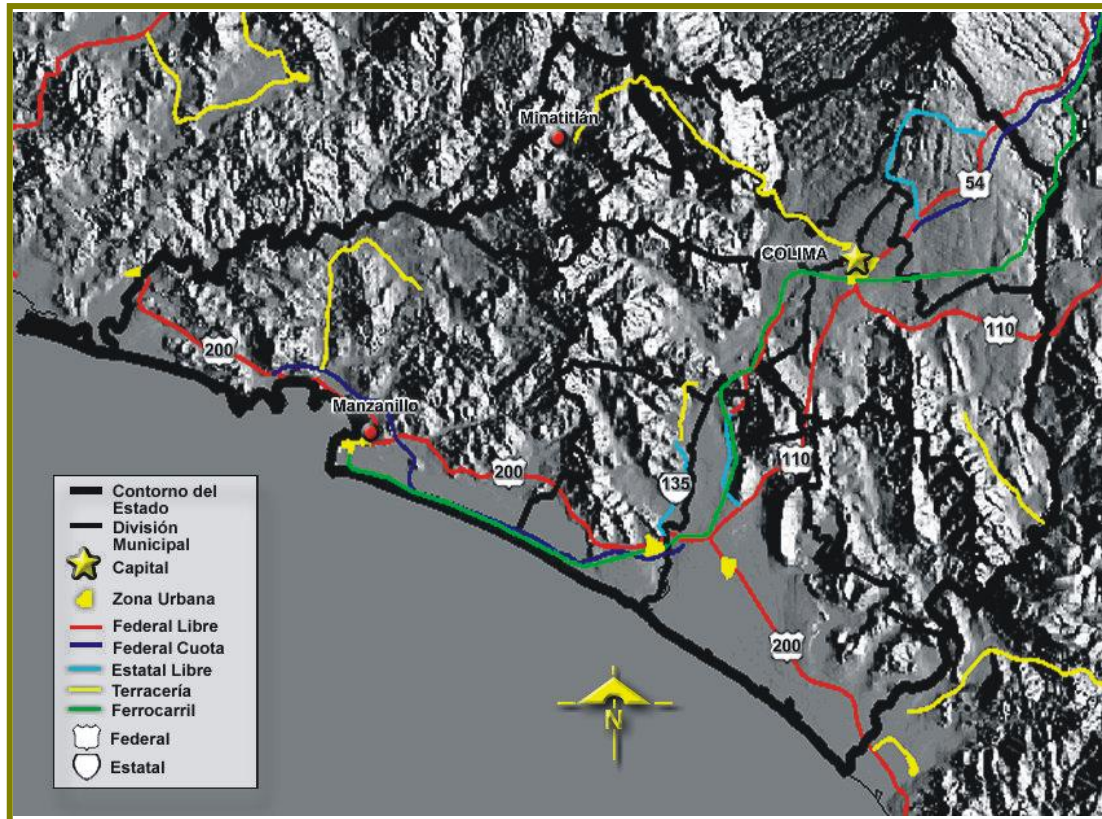 Minatitlán
54
COLIMA
110
200
Manzanillo
110
200
135
200
Contorno del
Estado
División
Municipal
Capital
Zona Urbana
Federal Libre
Federal Cuota
Estatal Libre
Terracería
Ferrocarril
Federal
Estatal
N